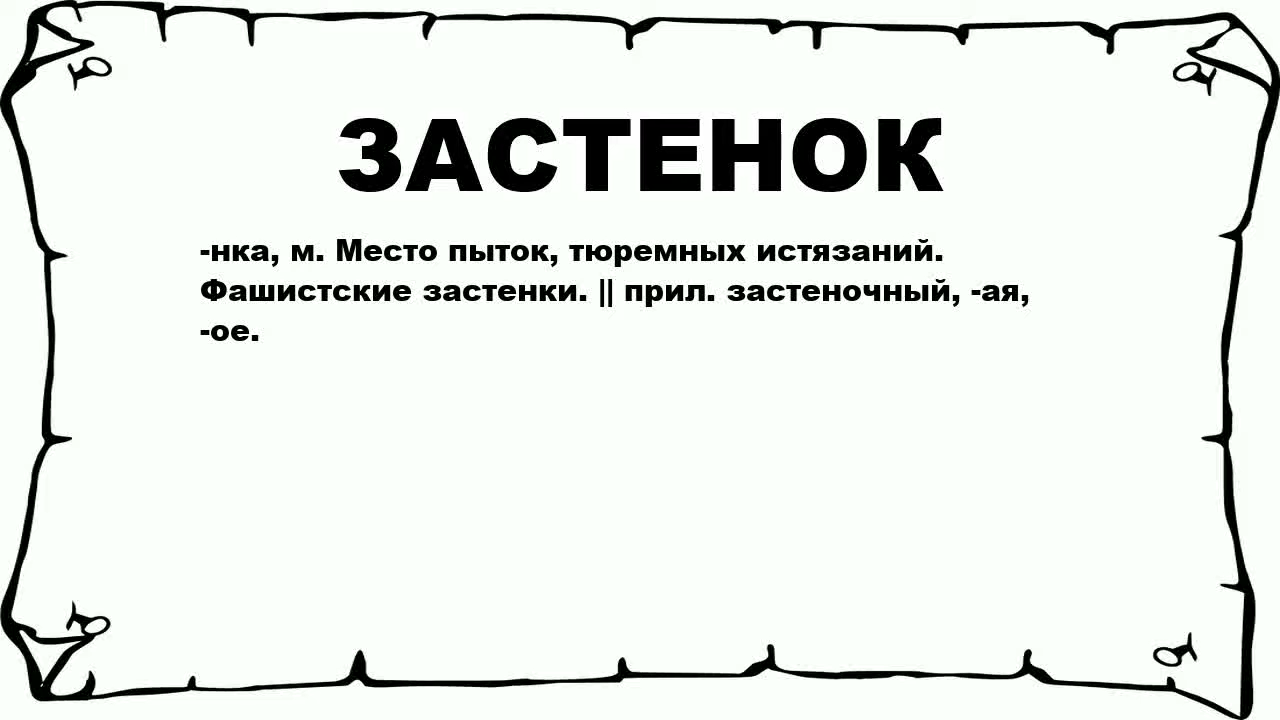 ЗАСТЕНОК
-нка, м. Место пыток, тюремных истязаний.
Фашистские застенки. || прил. застеночный, -ая,
-ое.